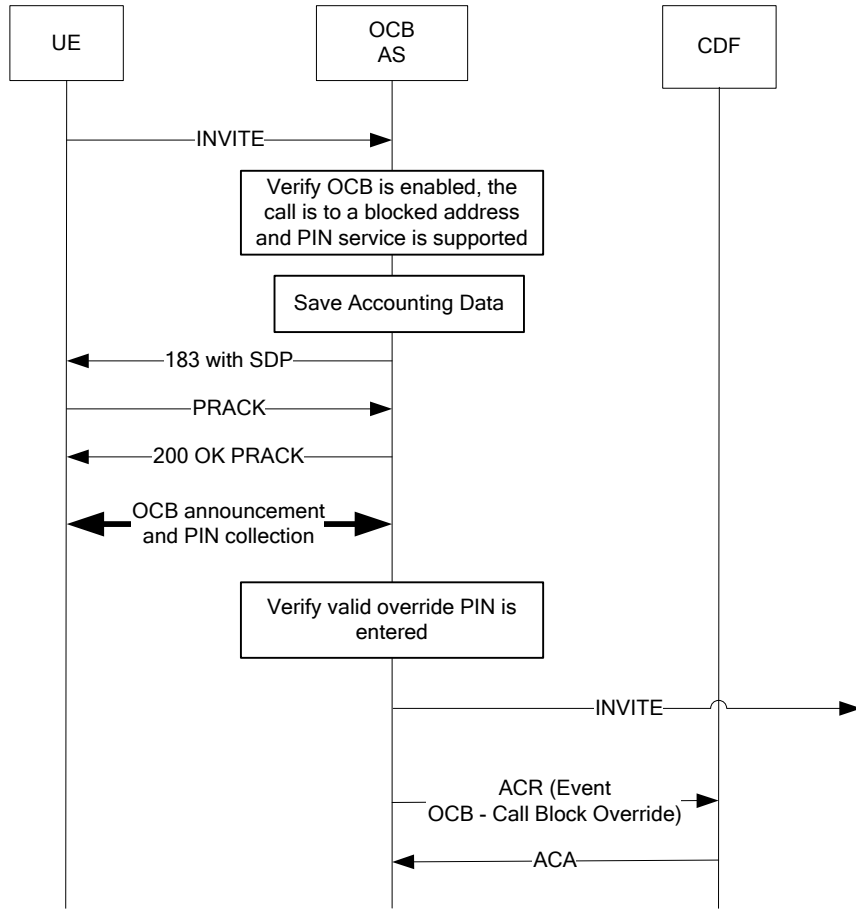 UE
OCB
AS
CDF
INVITE
Verify OCB is enabled, the
call is to a blocked address
and PIN service is supported
Save Accounting Data
183 with SDP
PRACK
200 OK PRACK
OCB announcement
and PIN collection
Verify valid override PIN is
entered
INVITE
ACR (Event
OCB - Call Block Override)
ACA